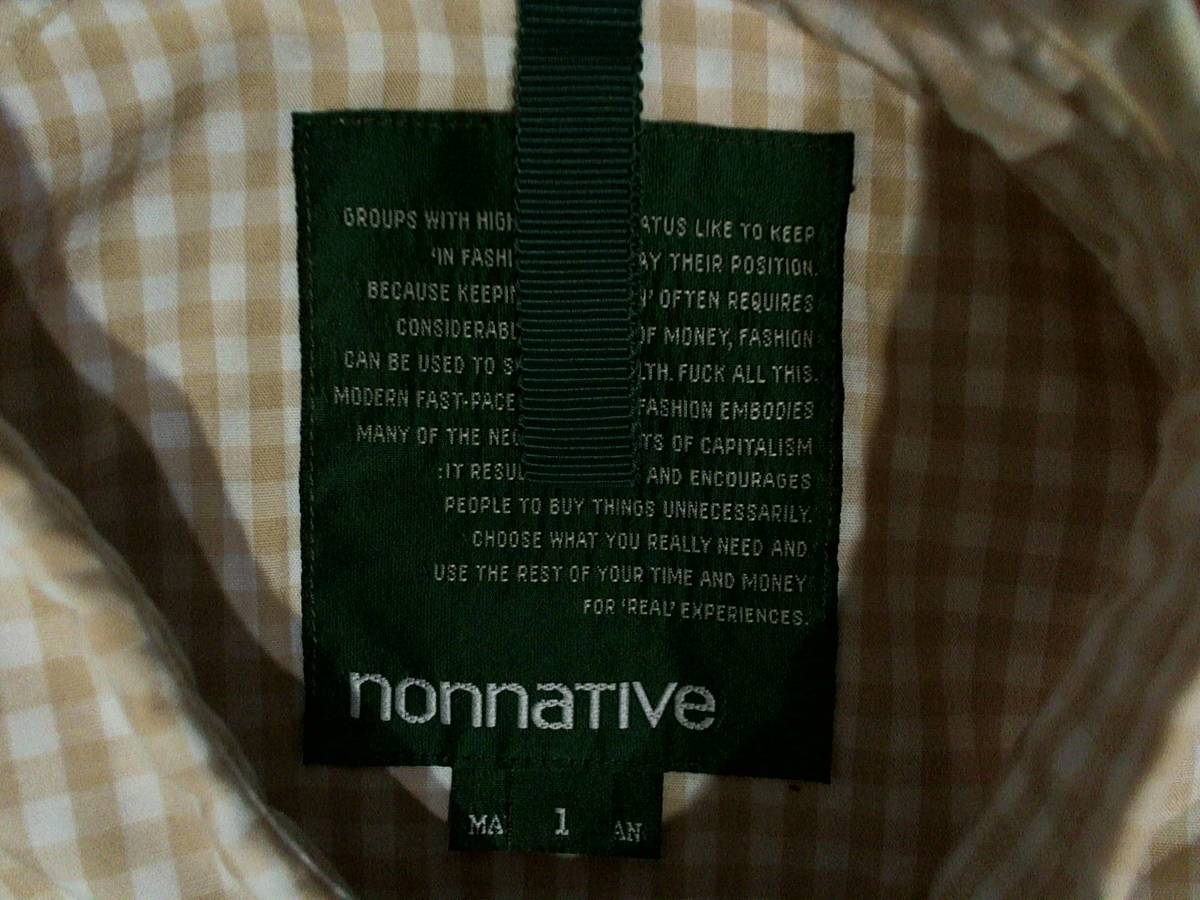 GROUPS WITH HIGH ATUS LIKE TO KEEP
'IN FASHI AY THEIR POSITION.
BECAUSE KEEPIN N' OFTEN REQUIRES
CONSIDERABL OF MONEY, FASHION
CAN BE USED TO S LTH. FUCK ALL THIS.
MODERN FAST-PACE FASHION EMBODIES
MANY OF THE NEG TS OF CAPITALISM
:IT RESUL AND ENCOURAGES
PEOPLE TO BUY THINGS UNNECESSARILY.
CHOOSE WHAT YOU REALLY NEED AND
USE THE REST OF YOUR TIME AND MONEY
FOR 'REAL' EXPERIENCES.
nonnaTIVe
MA 1 AN